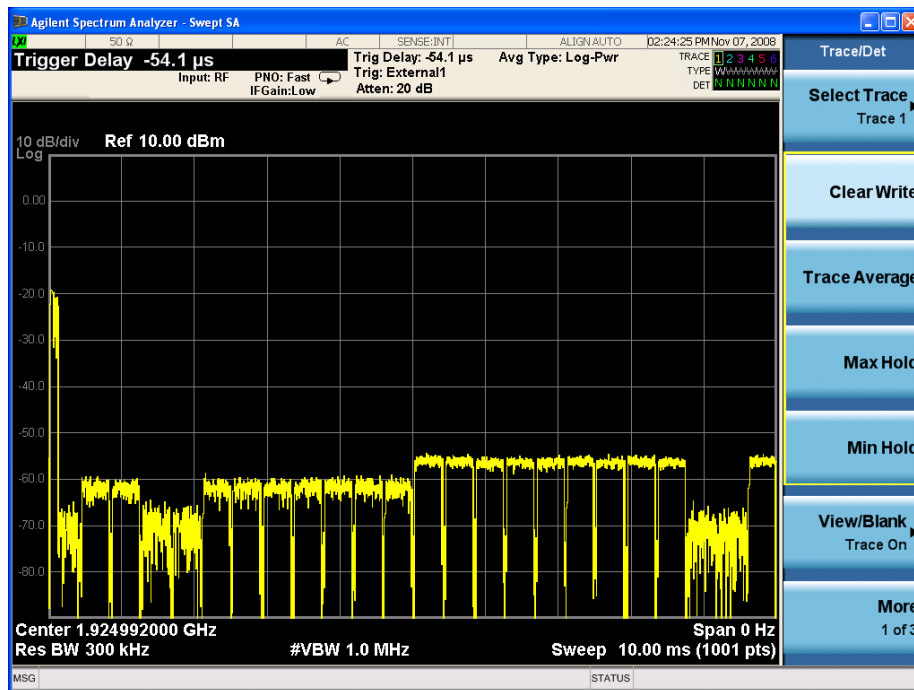 Agilent Spectrum Analyzer - Swept SA
LXI 50 Ω AC SENSE:INT ALIGN AUTO 02:24:25 PM Nov 07, 2008
Trigger Delay -54.1 µs
Input: RF PNO: Fast
IFGain:Low
Trig Delay: -54.1 µs
Trig: External1
Atten: 20 dB
Avg Type: Log-Pwr
TRACE 1 2 3 4 5 6
TYPE WWWWWW
DET N N N N N N
10 dB/div Ref 10.00 dBm
Log
0.00
-10.0
-20.0
-30.0
-40.0
-50.0
-60.0
-70.0
-80.0
Center 1.924992000 GHz Span 0 Hz
Res BW 300 kHz #VBW 1.0 MHz Sweep 10.00 ms (1001 pts)
MSG STATUS
Trace/Det
Select Trace
Trace 1
Clear Write
Trace Average
Max Hold
Min Hold
View/Blank
Trace On
More
1 of 3